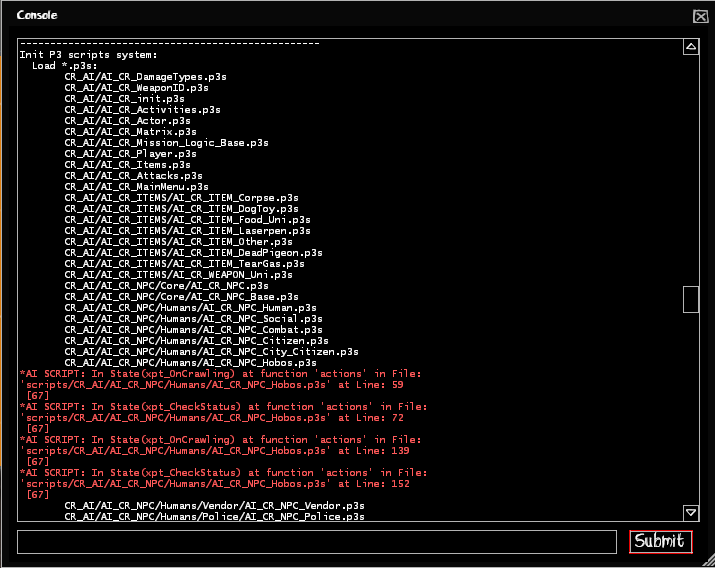 Console
--------------------------------------------------
Init P3 scripts system:
Load *.p3s:
CR_AI/AI_CR_DamageTypes.p3s
CR_AI/AI_CR_WeaponID.p3s
CR_AI/AI_CR_init.p3s
CR_AI/AI_CR_Activities.p3s
CR_AI/AI_CR_Actor.p3s
CR_AI/AI_CR_Matrix.p3s
CR_AI/AI_CR_Mission_Logic_Base.p3s
CR_AI/AI_CR_Player.p3s
CR_AI/AI_CR_Items.p3s
CR_AI/AI_CR_Attacks.p3s
CR_AI/AI_CR_MainMenu.p3s
CR_AI/AI_CR_ITEMS/AI_CR_ITEM_Corpse.p3s
CR_AI/AI_CR_ITEMS/AI_CR_ITEM_DogToy.p3s
CR_AI/AI_CR_ITEMS/AI_CR_ITEM_Food_Uni.p3s
CR_AI/AI_CR_ITEMS/AI_CR_ITEM_Laserpen.p3s
CR_AI/AI_CR_ITEMS/AI_CR_ITEM_Other.p3s
CR_AI/AI_CR_ITEMS/AI_CR_ITEM_DeadPigeon.p3s
CR_AI/AI_CR_ITEMS/AI_CR_ITEM_TearGas.p3s
CR_AI/AI_CR_ITEMS/AI_CR_WEAPON_Uni.p3s
CR_AI/AI_CR_NPC/Core/AI_CR_NPC.p3s
CR_AI/AI_CR_NPC/Core/AI_CR_NPC_Base.p3s
CR_AI/AI_CR_NPC/Humans/AI_CR_NPC_Human.p3s
CR_AI/AI_CR_NPC/Humans/AI_CR_NPC_Social.p3s
CR_AI/AI_CR_NPC/Humans/AI_CR_NPC_Combat.p3s
CR_AI/AI_CR_NPC/Humans/AI_CR_NPC_Citizen.p3s
CR_AI/AI_CR_NPC/Humans/AI_CR_NPC_City_Citizen.p3s
CR_AI/AI_CR_NPC/Humans/AI_CR_NPC_Hobos.p3s
*AI SCRIPT: In State(xpt_OnCrawling) at function 'actions' in File:
'scripts/CR_AI/AI_CR_NPC/Humans/AI_CR_NPC_Hobos.p3s' at Line: 59
[67]
*AI SCRIPT: In State(xpt_CheckStatus) at function 'actions' in File:
'scripts/CR_AI/AI_CR_NPC/Humans/AI_CR_NPC_Hobos.p3s' at Line: 72
[67]
*AI SCRIPT: In State(xpt_OnCrawling) at function 'actions' in File:
'scripts/CR_AI/AI_CR_NPC/Humans/AI_CR_NPC_Hobos.p3s' at Line: 139
[67]
*AI SCRIPT: In State(xpt_CheckStatus) at function 'actions' in File:
'scripts/CR_AI/AI_CR_NPC/Humans/AI_CR_NPC_Hobos.p3s' at Line: 152
[67]
CR_AI/AI_CR_NPC/Humans/Vendor/AI_CR_NPC_Vendor.p3s
CR_AI/AI_CR_NPC/Humans/Police/AI_CR_NPC_Police.p3s
Submit